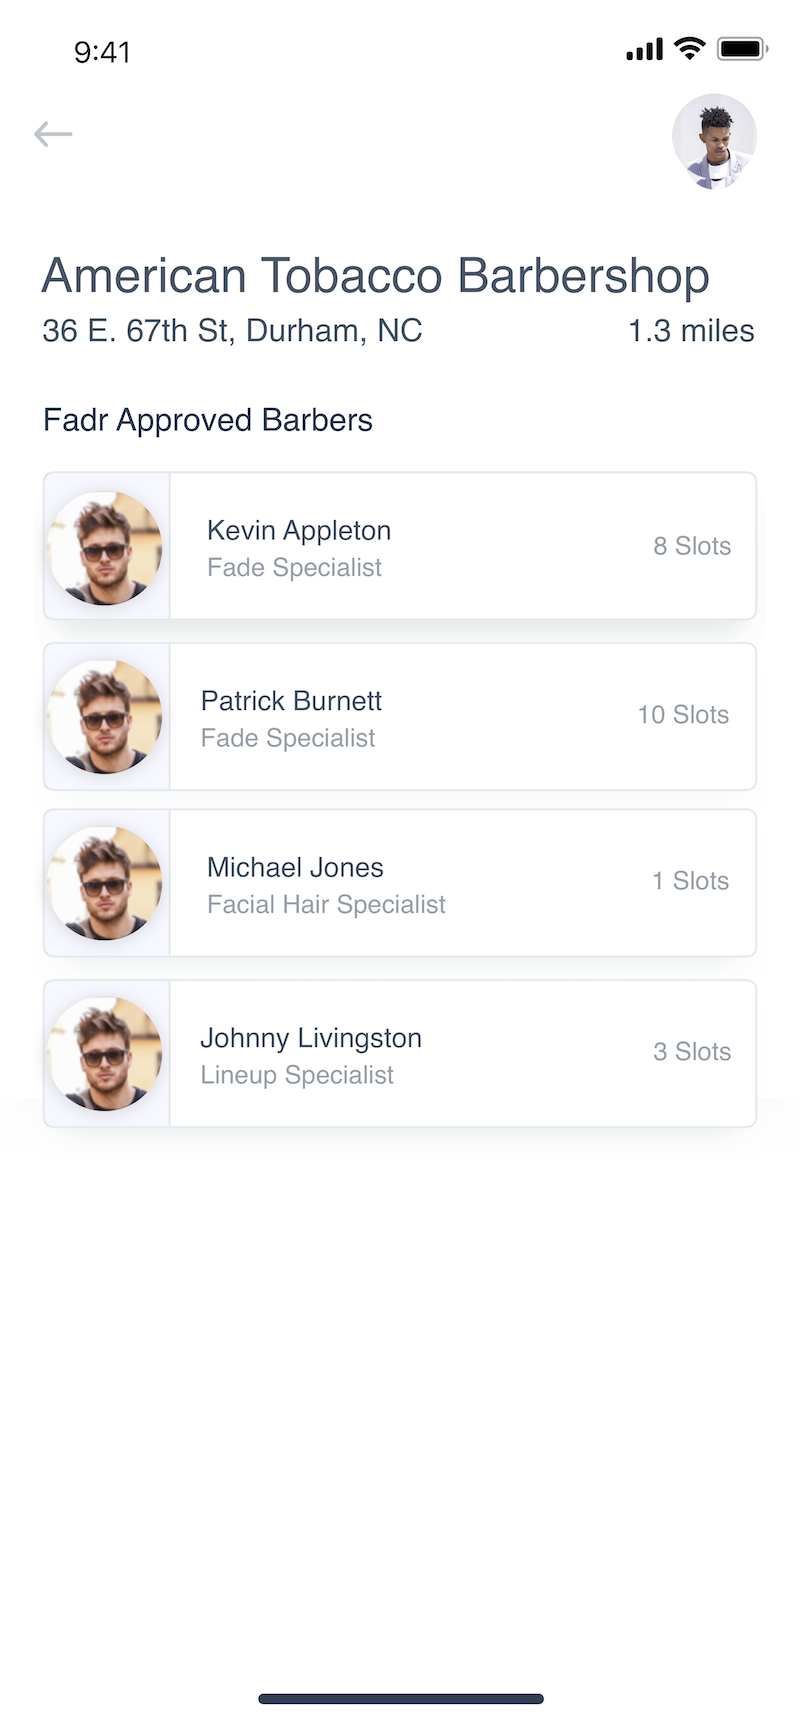 9:41
American Tobacco Barbershop
36 E. 67th St, Durham, NC 1.3 miles
Fadr Approved Barbers
Kevin Appleton
Fade Specialist
8 Slots
Patrick Burnett
Fade Specialist
10 Slots
Michael Jones
Facial Hair Specialist
1 Slots
Johnny Livingston
Lineup Specialist
3 Slots